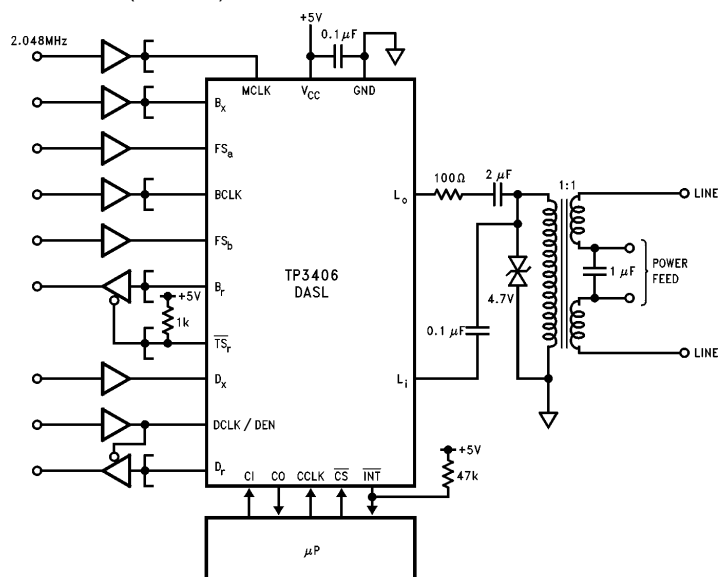 +5V
2.048MHz
0.1 µF
MCLK
VCC
GND
BX
FSa
BCLK
FSb
Br
+5V
1k
TSr
DX
DCLK / DEN
Dr
TP3406
DASL
Lo
100Ω
2 µF
1:1
LINE
4.7V
0.1 µF
1 µF
POWER
FEED
LINE
Li
CI
CO
CCLK
CS
INT
+5V
47k
µP